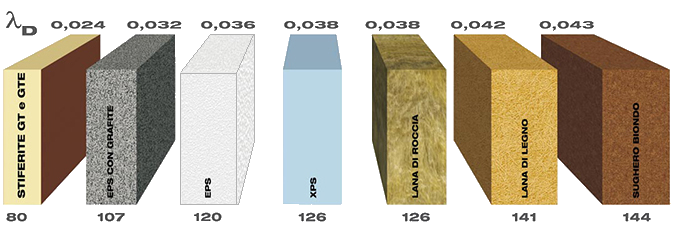 λD 0,024 0,032 0,036 0,038 0,038 0,042 0,043
STIFERITE GT e GTE
EPS CON GRAFITE
EPS
XPS
LANA DI ROCCIA
LANA DI LEGNO
SUGHERO BIONDO
80 107 120 126 126 141 144